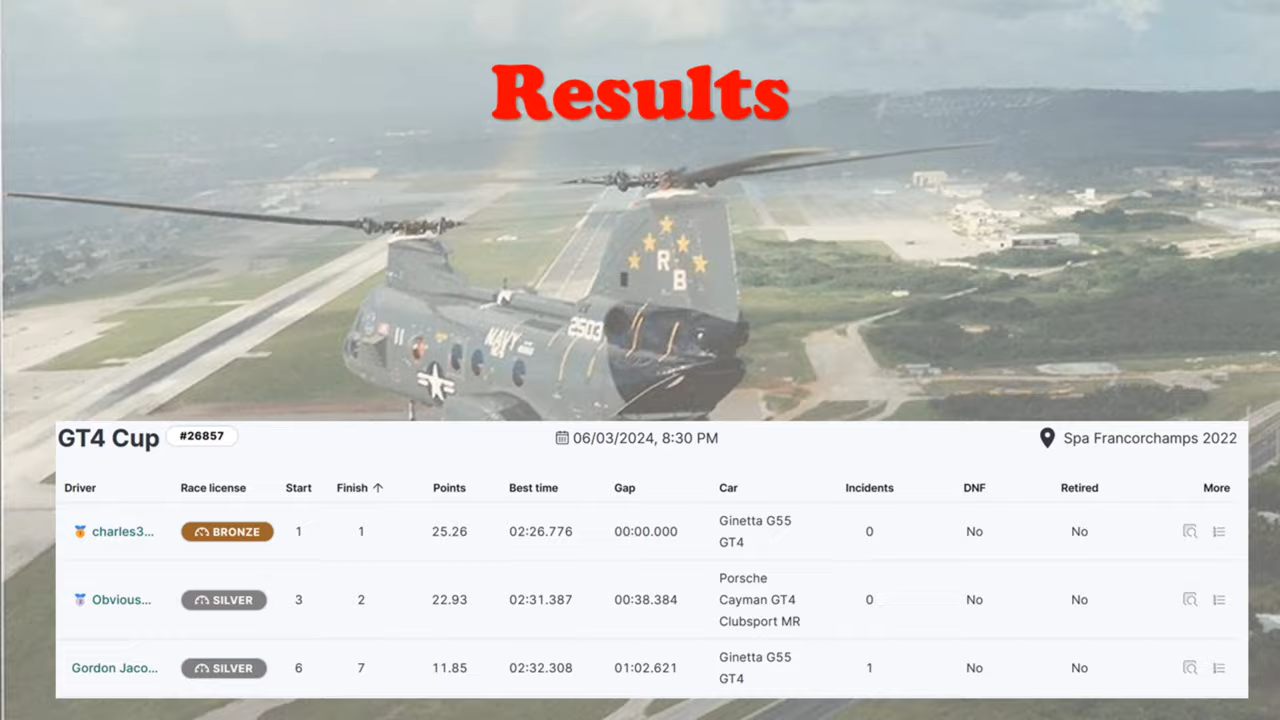 Results
R
B
2503
NAVY
11
GT4 Cup #26857 06/03/2024, 8:30 PM Spa Francorchamps 2022
Driver Race license Start Finish ↑ Points Best time Gap Car Incidents DNF Retired More
charles3... BRONZE 1 1 25.26 02:26.776 00:00.000 Ginetta G55 GT4 0 No No
Obvious... SILVER 3 2 22.93 02:31.387 00:38.384 Porsche Cayman GT4 Clubsport MR 0 No No
Gordon Jaco... SILVER 6 7 11.85 02:32.308 01:02.621 Ginetta G55 GT4 1 No No